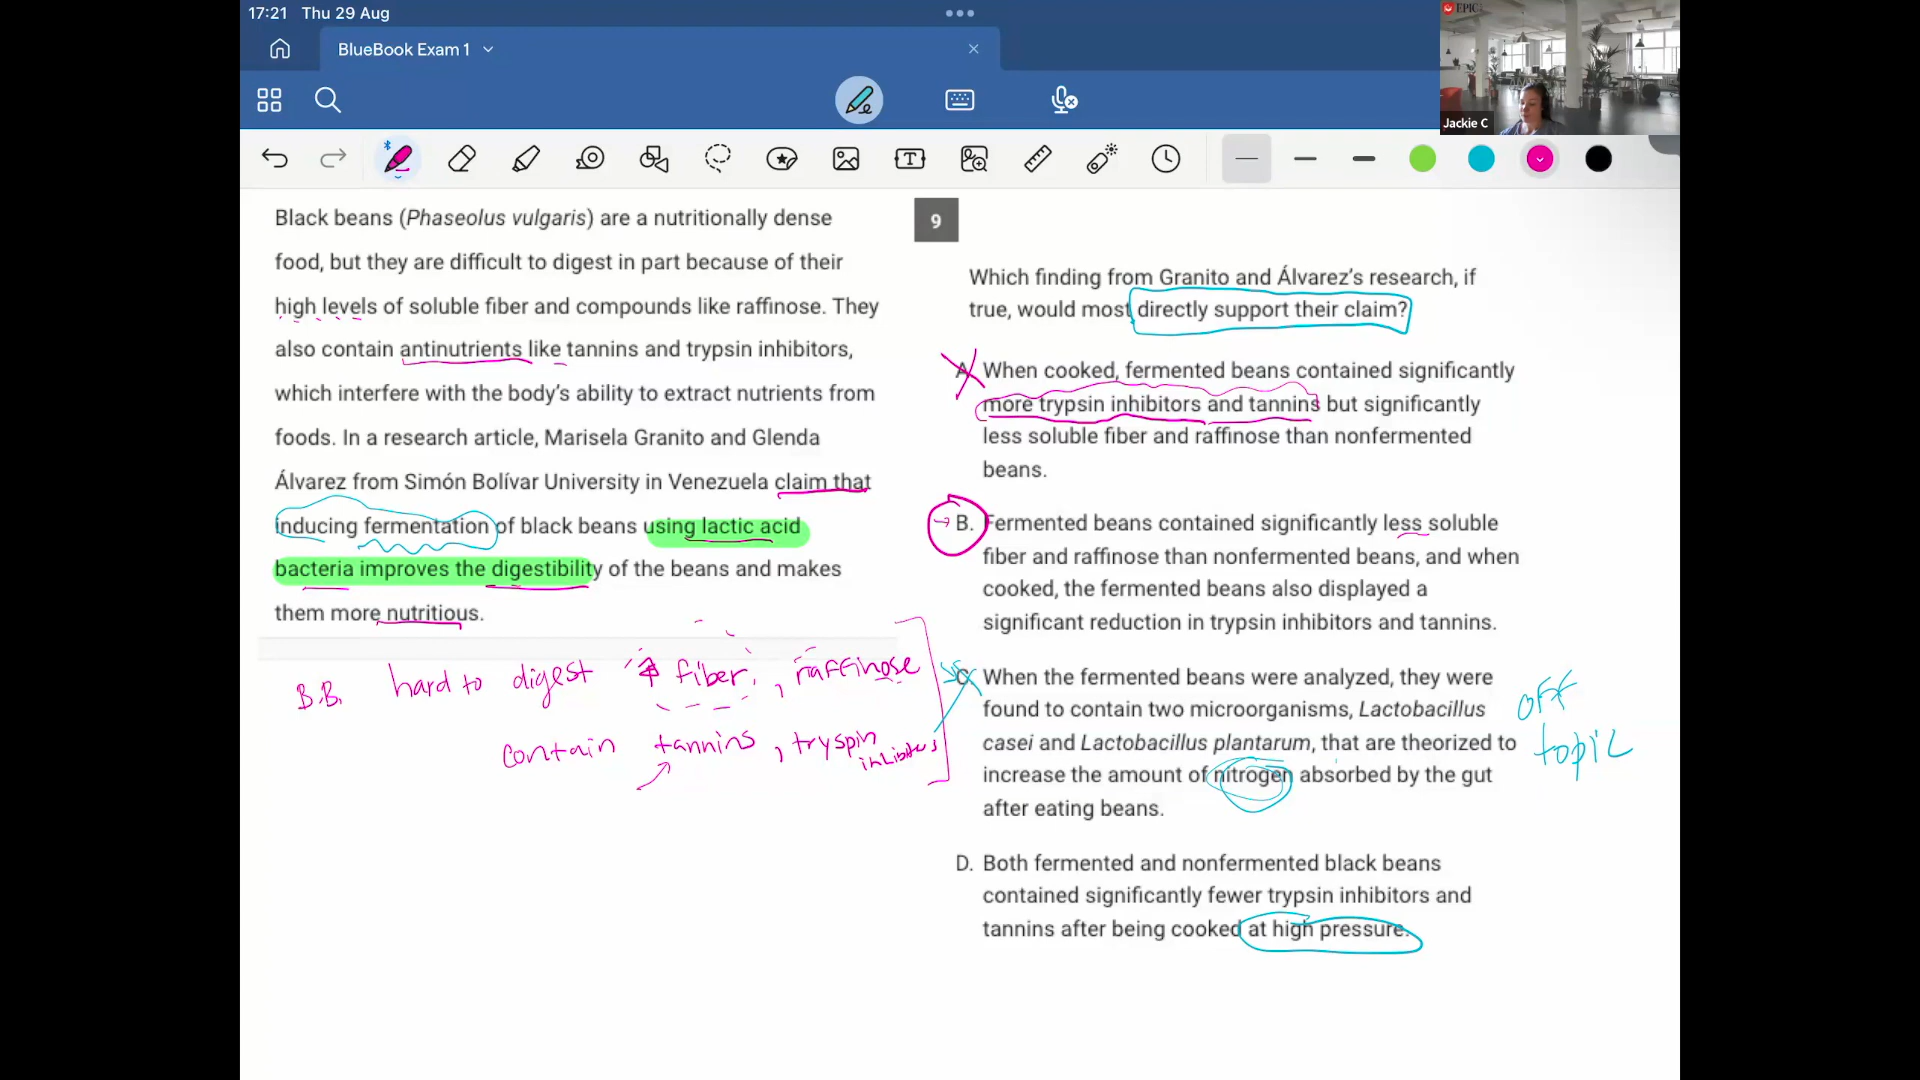 17:21 Thu 29 Aug
BlueBook Exam 1
EPIC
Jackie C
Black beans (Phaseolus vulgaris) are a nutritionally dense
food, but they are difficult to digest in part because of their
high levels of soluble fiber and compounds like raffinose. They
also contain antinutrients like tannins and trypsin inhibitors,
which interfere with the body's ability to extract nutrients from
foods. In a research article, Marisela Granito and Glenda
Álvarez from Simón Bolívar University in Venezuela claim that
inducing fermentation of black beans using lactic acid
bacteria improves the digestibility of the beans and makes
them more nutritious.
B.B. hard to digest fiber, raffinose
contain tannins, tryspin
inhibitors
9
Which finding from Granito and Álvarez's research, if
true, would most directly support their claim?
A. When cooked, fermented beans contained significantly
more trypsin inhibitors and tannins but significantly
less soluble fiber and raffinose than nonfermented
beans.
B. Fermented beans contained significantly less soluble
fiber and raffinose than nonfermented beans, and when
cooked, the fermented beans also displayed a
significant reduction in trypsin inhibitors and tannins.
C. When the fermented beans were analyzed, they were
found to contain two microorganisms, Lactobacillus
casei and Lactobacillus plantarum, that are theorized to
increase the amount of nitrogen absorbed by the gut
after eating beans.
off
topic
D. Both fermented and nonfermented black beans
contained significantly fewer trypsin inhibitors and
tannins after being cooked at high pressure.